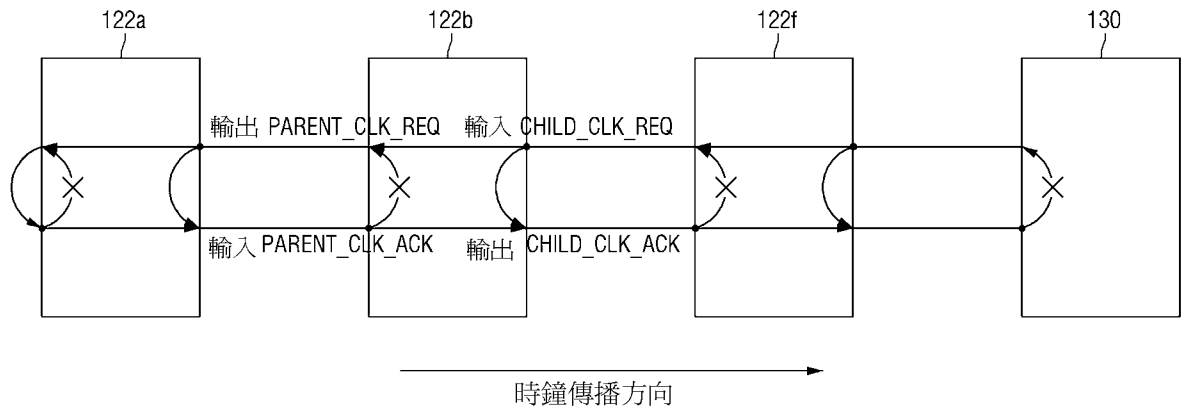 122a 122b 122f 130
輸出 PARENT_CLK_REQ 輸入 CHILD_CLK_REQ
輸入 PARENT_CLK_ACK 輸出 CHILD_CLK_ACK
時鐘傳播方向